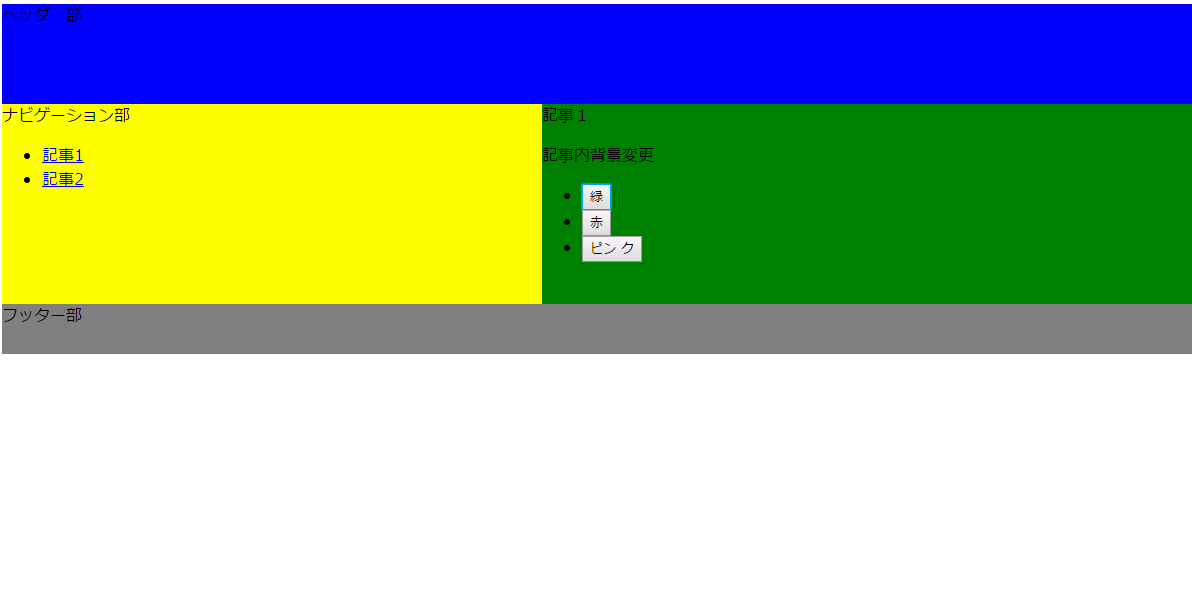 ヘッダー部
ナビゲーション部
記事1
記事2
記事１
記事内背景変更
緑
赤
ピンク
フッター部